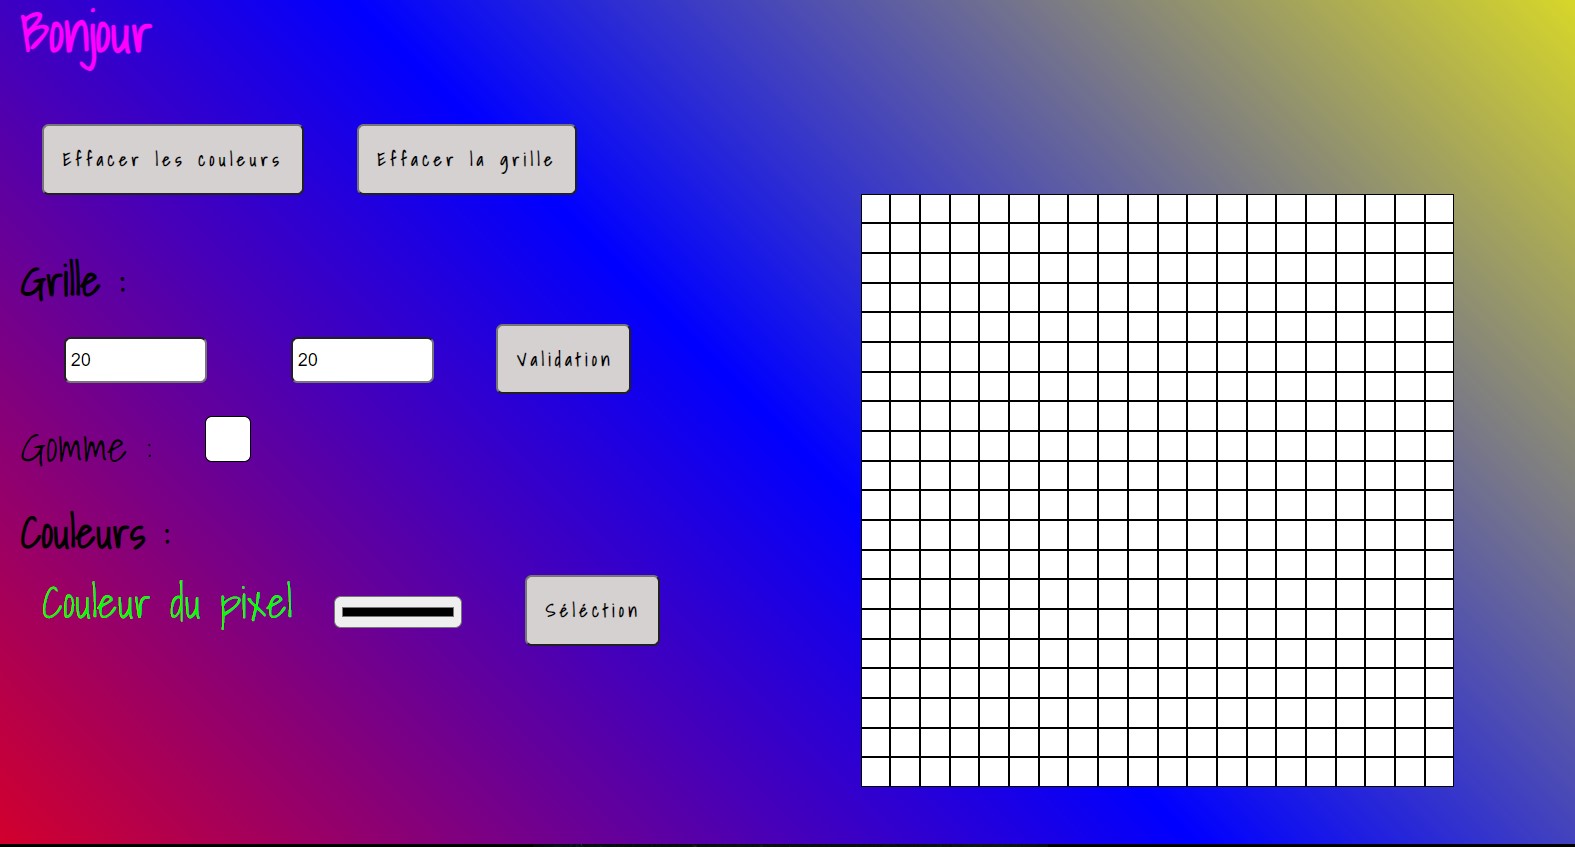 Bonjour
Effacer les couleurs
Effacer la grille
Grille :
20
20
Validation
Gomme :
Couleurs :
Couleur du pixel
Séléction